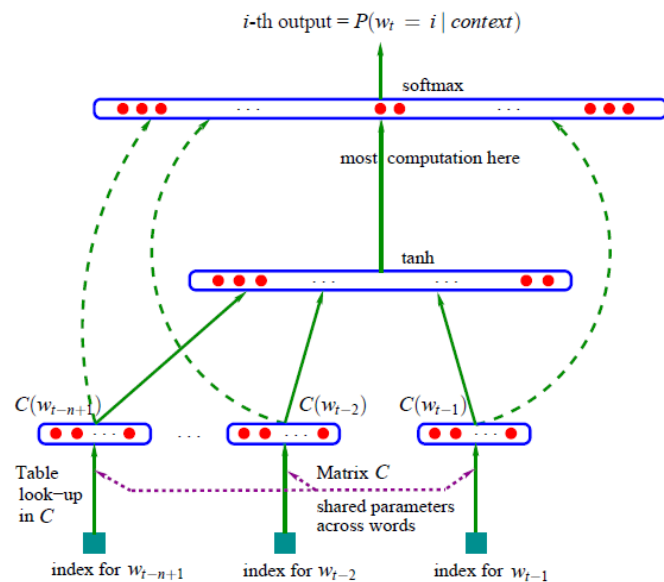 i-th output = P(w_t = i | context)
softmax
. . . . . .
most computation here
tanh
. . . . . .
C(w_{t−n+1}) C(w_{t−2}) C(w_{t−1})
. . . . . . . . . . . .
Table look−up in C
Matrix C
shared parameters across words
index for w_{t−n+1} index for w_{t−2} index for w_{t−1}